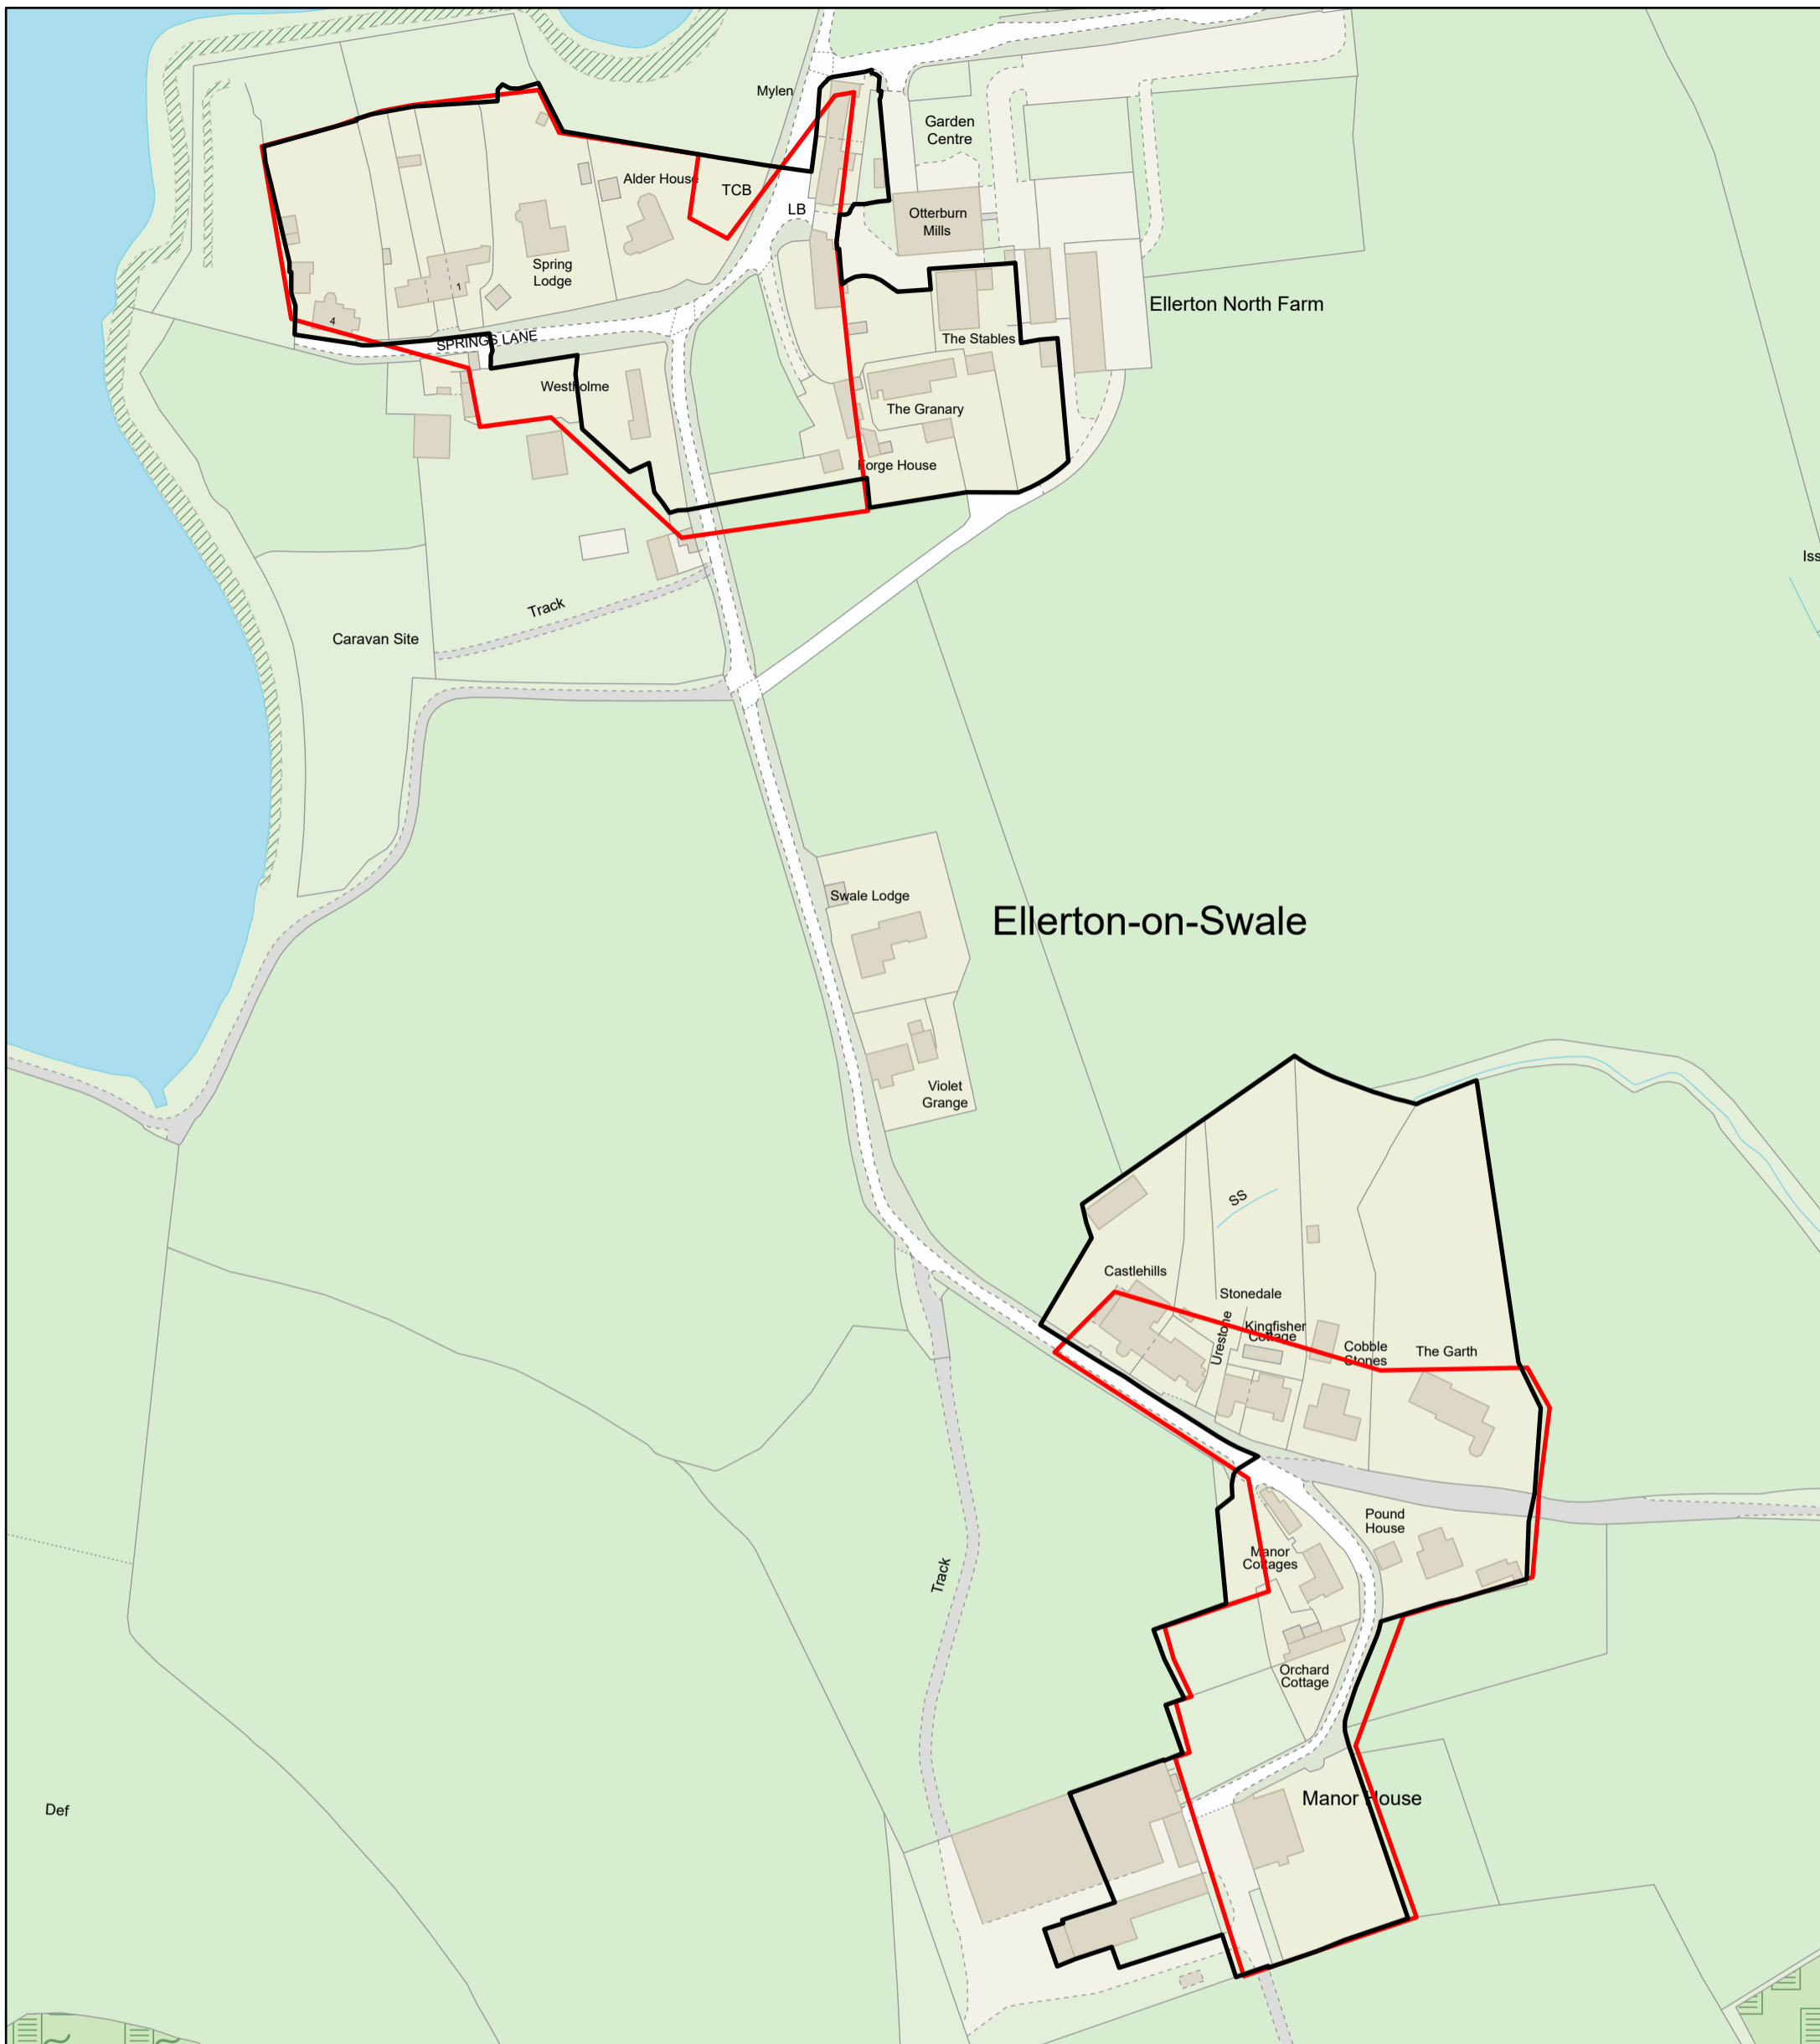 Mylen
Garden
Centre
Alder House
TCB
LB
Otterburn
Mills
Spring
Lodge
1
4
Ellerton North Farm
SPRINGS LANE
The Stables
Westholme
The Granary
Forge House
Iss
Track
Caravan Site
Swale Lodge
Ellerton-on-Swale
Violet
Grange
SS
Castlehills
Stonedale
Urestone
Kingfisher
Cottage
Cobble
Stones
The Garth
Pound
House
Manor
Cottages
Track
Orchard
Cottage
Manor House
Def